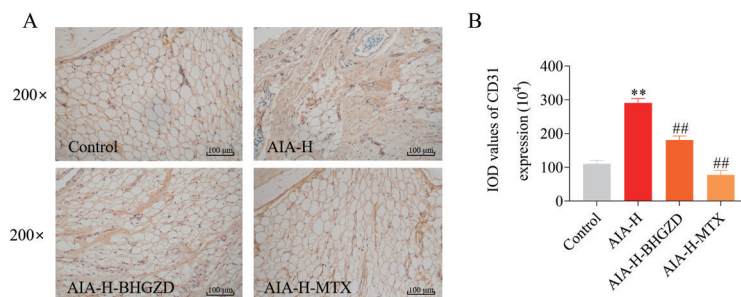 A
200×
Control
100 μm
AIA-H
100 μm
200×
AIA-H-BHGZD
100 μm
AIA-H-MTX
100 μm
B
IOD values of CD31
expression (10⁴)
400
300
200
100
0
**
##
##
Control
AIA-H
AIA-H-BHGZD
AIA-H-MTX